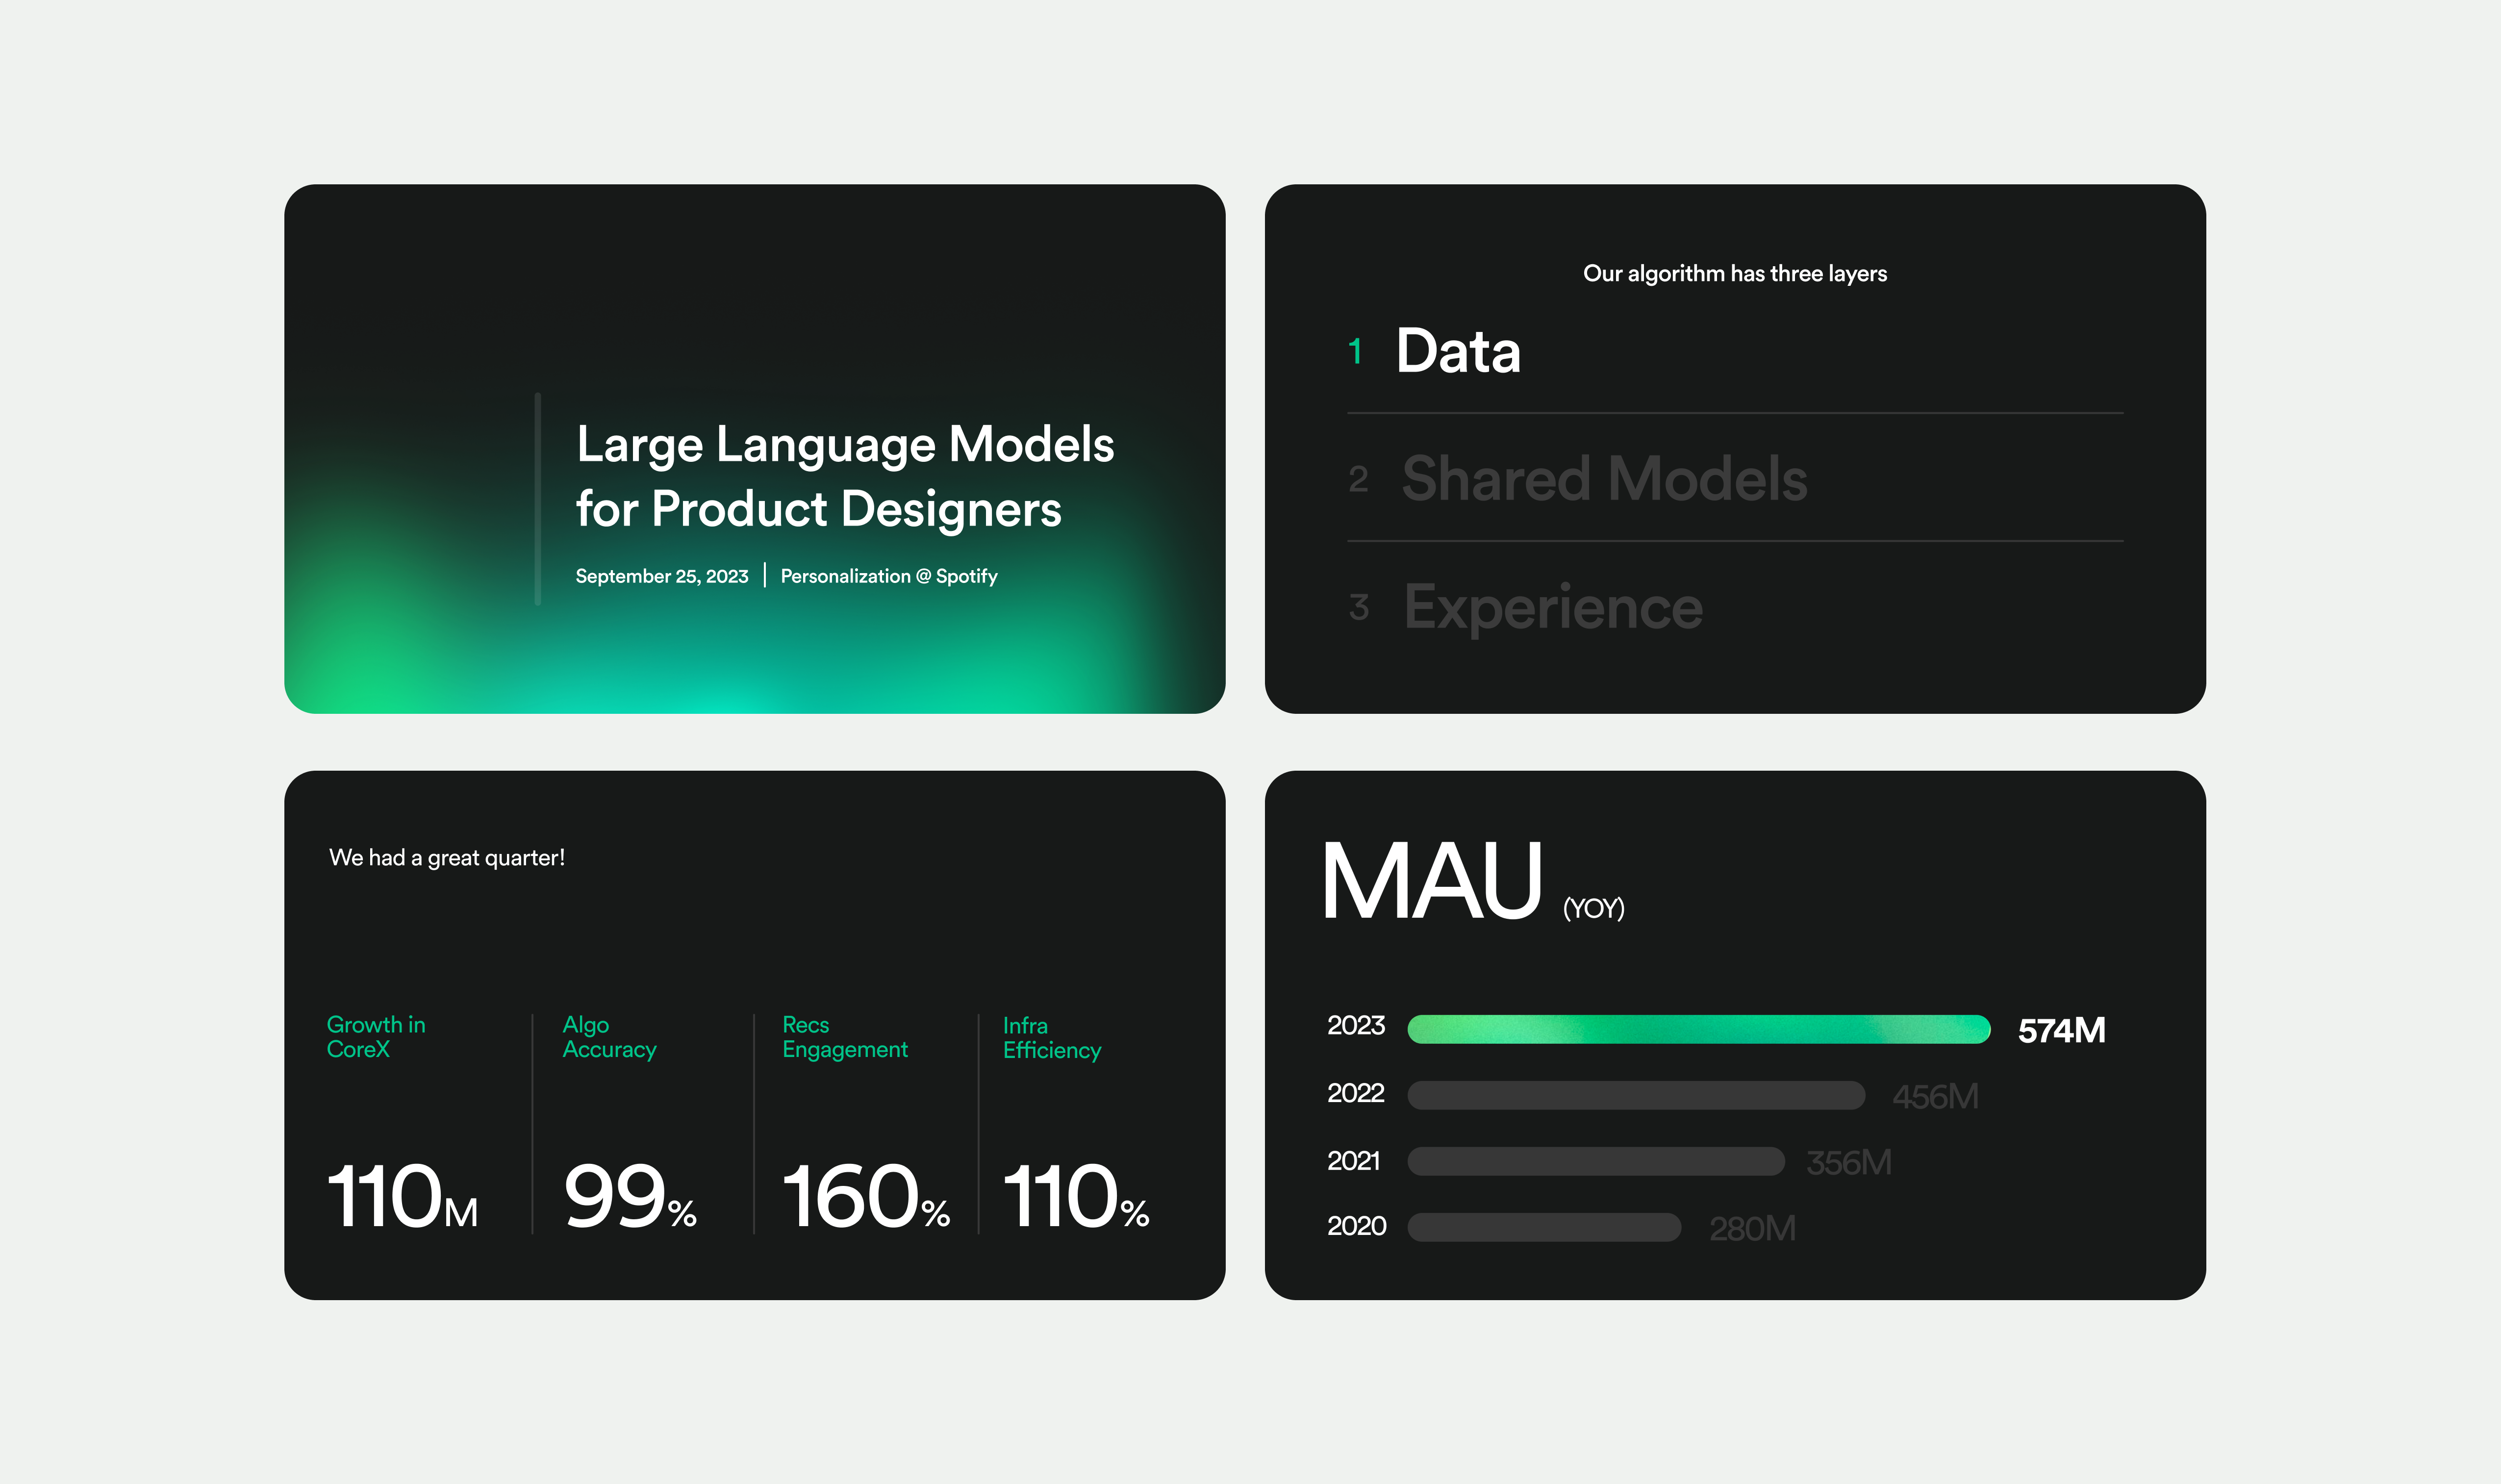 Large Language Models
for Product Designers
September 25, 2023 | Personalization @ Spotify
Our algorithm has three layers
1 Data
2 Shared Models
3 Experience
We had a great quarter!
Growth in
CoreX
110M
Algo
Accuracy
99%
Recs
Engagement
160%
Infra
Efficiency
110%
MAU (YOY)
2023 574M
2022 456M
2021 356M
2020 280M